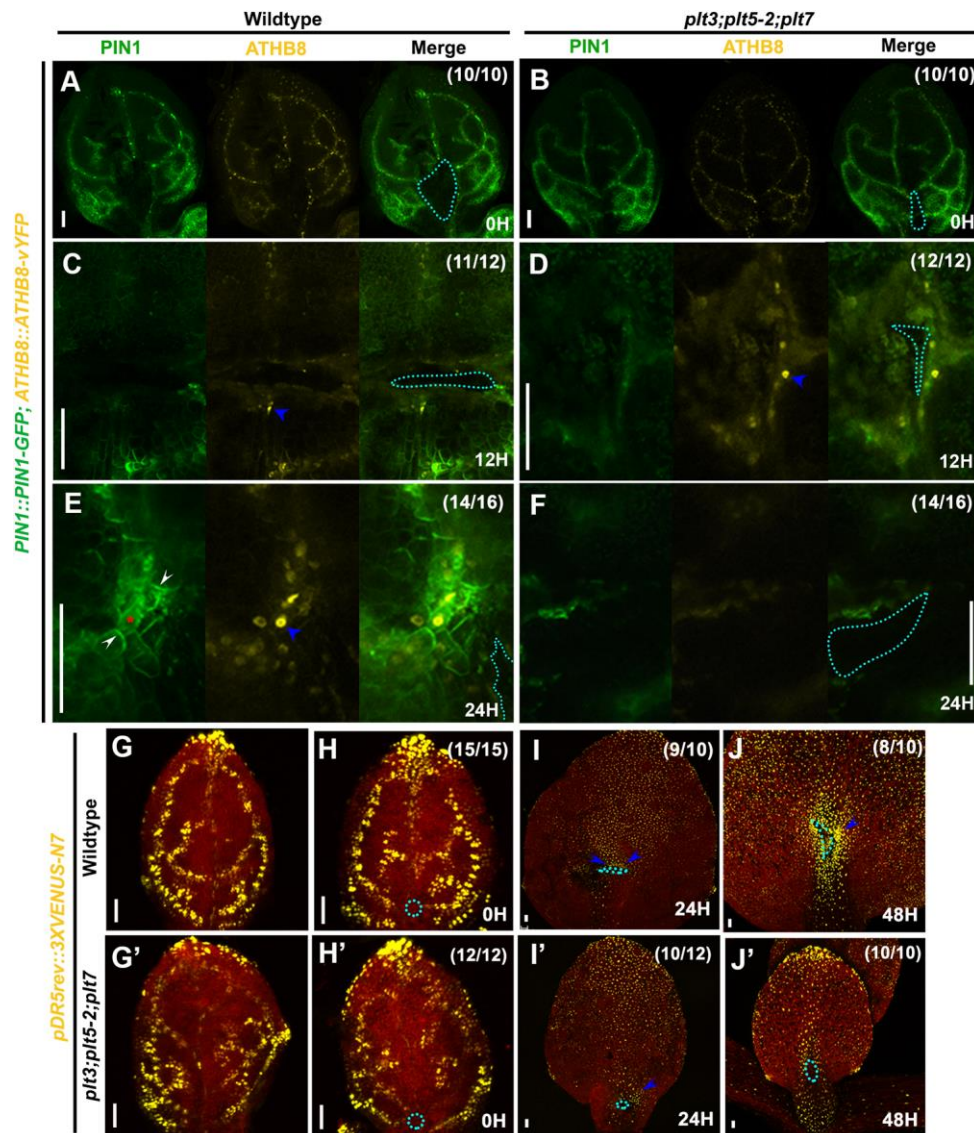 Wildtype plt3;plt5-2;plt7
PIN1 ATHB8 Merge PIN1 ATHB8 Merge
PIN1::PIN1-GFP; ATHB8::ATHB8-vYFP
A (10/10) 0H
B (10/10) 0H
C (11/12) 12H
D (12/12) 12H
E (14/16) 24H
F (14/16) 24H
pDR5rev::3XVENUS-N7
Wildtype
G
H (15/15) 0H
I (9/10) 24H
J (8/10) 48H
plt3;plt5-2;plt7
G’
H’ (12/12) 0H
I’ (10/12) 24H
J’ (10/10) 48H